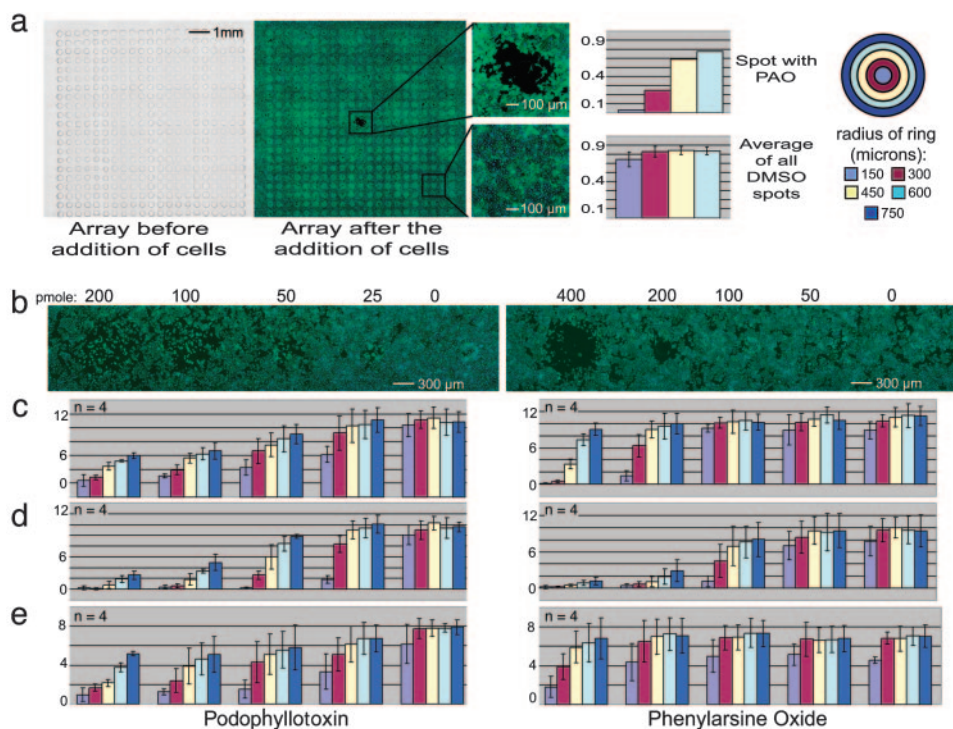 a
1mm
Array before
addition of cells
Array after the
addition of cells
100 µm
100 µm
0.9
0.4
0.1
Spot with
PAO
0.9
0.4
0.1
Average
of all
DMSO
spots
radius of ring
(microns):
150 300
450 600
750
b
pmole: 200 100 50 25 0
300 µm
400 200 100 50 0
300 µm
c
n = 4
12
6
0
n = 4
12
6
0
d
n = 4
12
6
0
n = 4
12
6
0
e
n = 4
8
4
0
n = 4
8
4
0
Podophyllotoxin
Phenylarsine Oxide